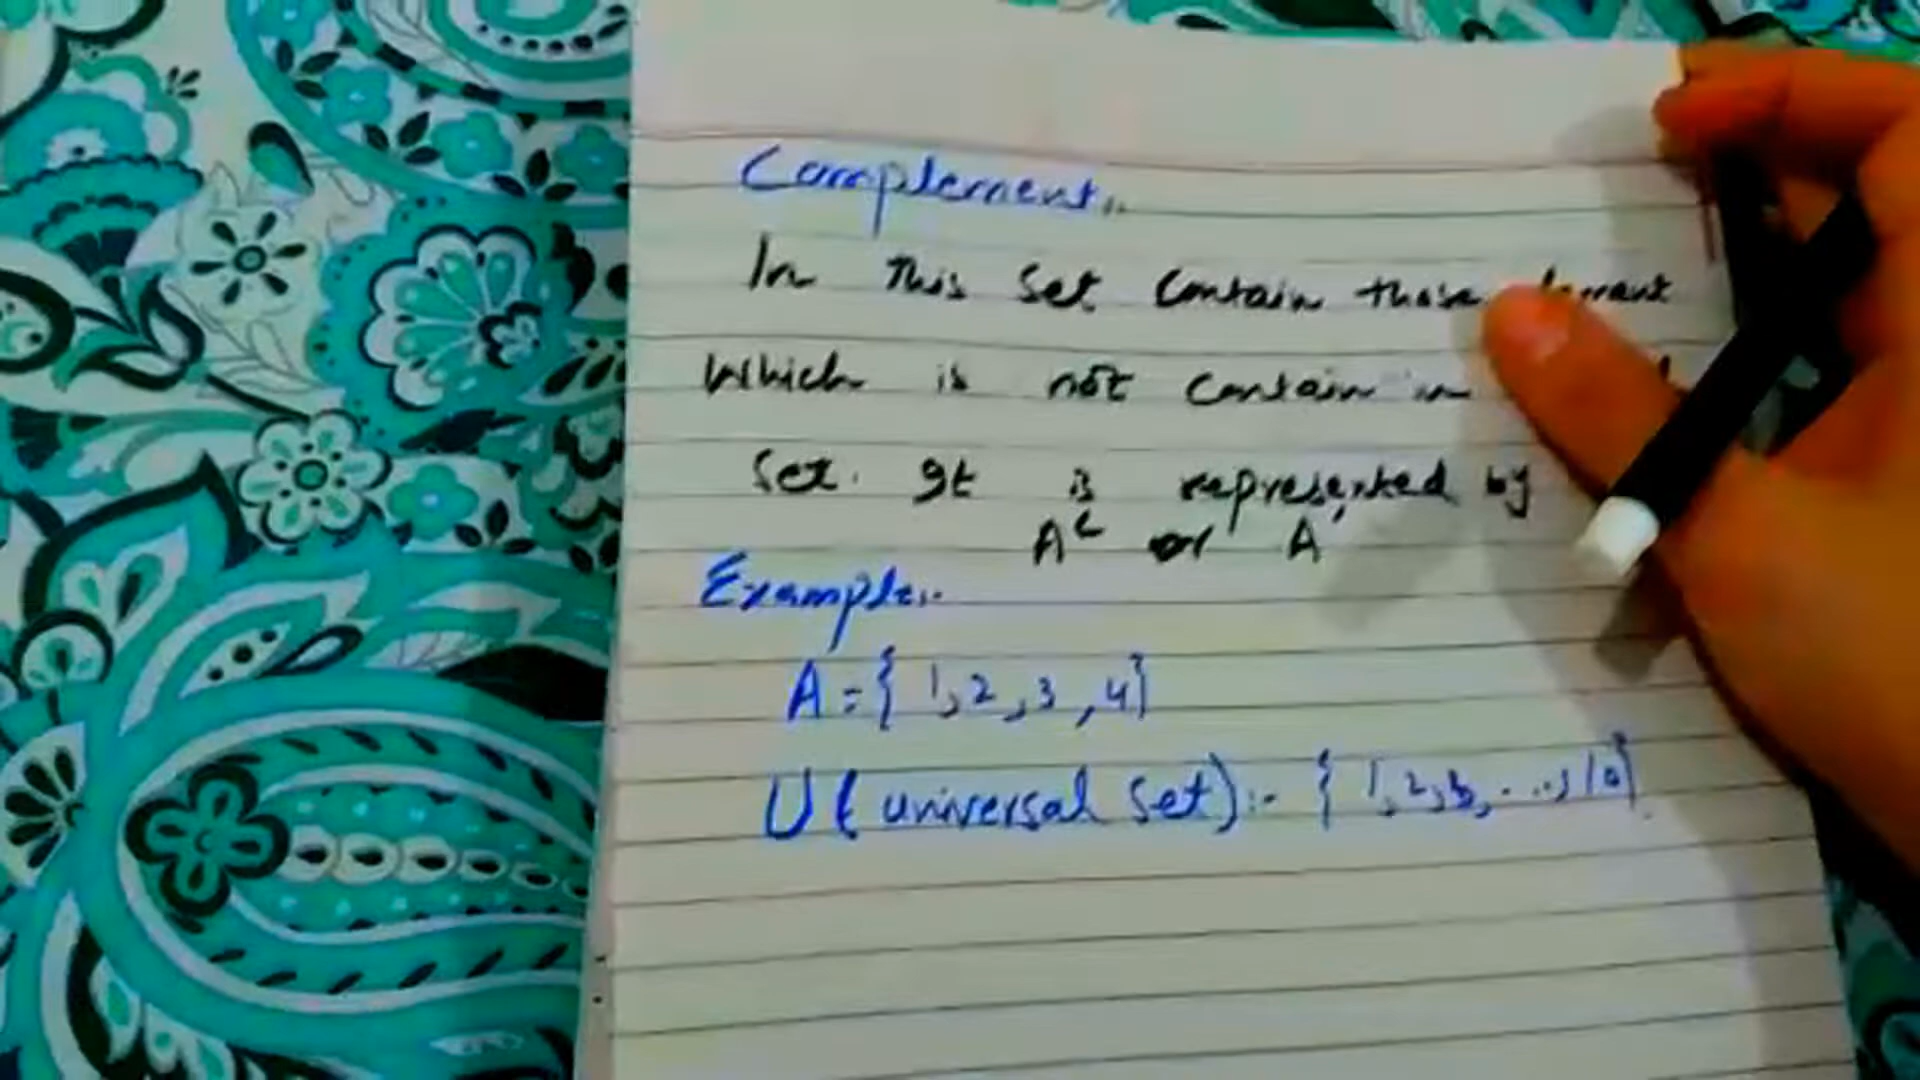 Complement:-
In This Set Contain those
Which is not Contain in
Set. It is represented by
A^c or A'
Example:-
A = { 1, 2, 3, 4}
U ( universal Set ):- { 1, 2, 3, ..., 10}